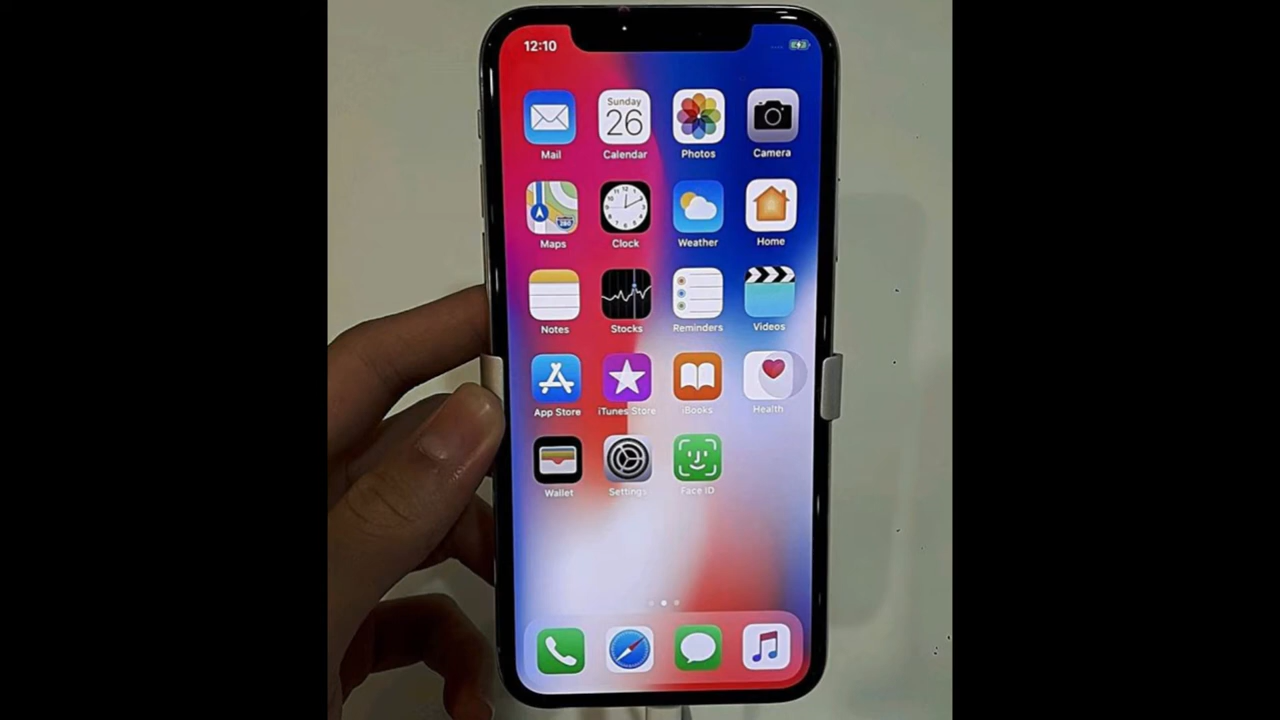 12:10
Sunday
26
Mail Calendar Photos Camera
280
Maps Clock Weather Home
Notes Stocks Reminders Videos
App Store iTunes Store iBooks Health
Wallet Settings Face ID